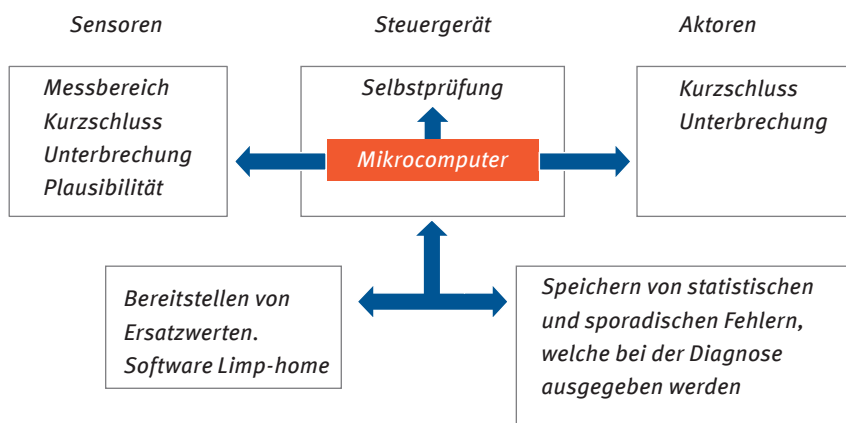 Sensoren
Steuergerät
Aktoren
Messbereich
Kurzschluss
Unterbrechung
Plausibilität
Selbstprüfung
Mikrocomputer
Kurzschluss
Unterbrechung
Bereitstellen von
Ersatzwerten.
Software Limp-home
Speichern von statistischen
und sporadischen Fehlern,
welche bei der Diagnose
ausgegeben werden